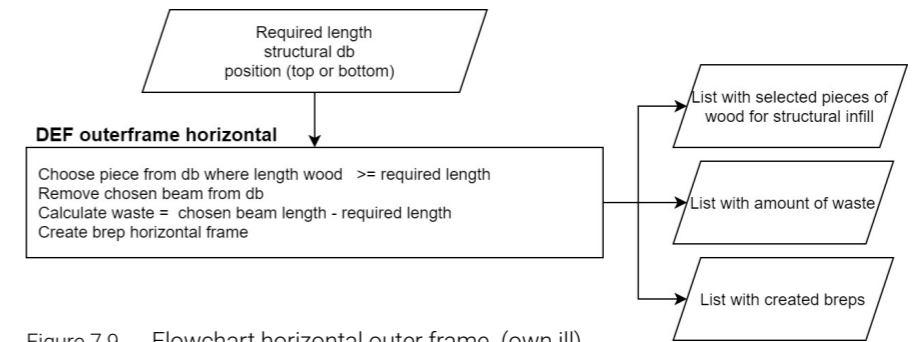 Required length
structural db
position (top or bottom)
DEF outerframe horizontal
Choose piece from db where length wood >= required length
Remove chosen beam from db
Calculate waste = chosen beam length - required length
Create brep horizontal frame
List with selected pieces of
wood for structural infill
List with amount of waste
List with created breps
Figure 7.9 Flowchart horizontal outer frame (own ill)